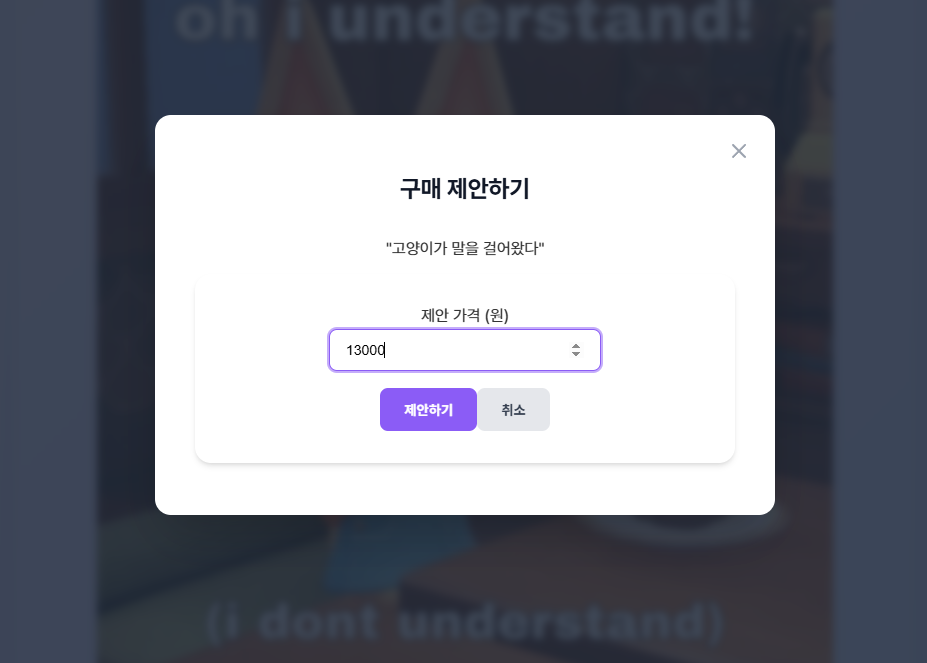 oh i understand!
구매 제안하기
"고양이가 말을 걸어왔다"
제안 가격 (원)
13000
제안하기
취소
(i dont understand)